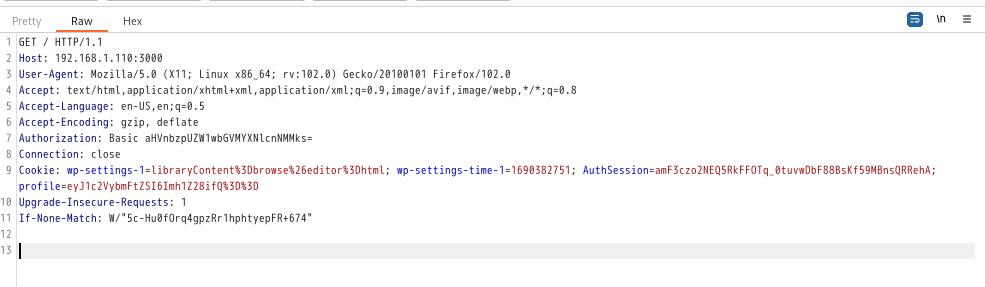 Pretty Raw Hex \n
1 GET / HTTP/1.1
2 Host: 192.168.1.110:3000
3 User-Agent: Mozilla/5.0 (X11; Linux x86_64; rv:102.0) Gecko/20100101 Firefox/102.0
4 Accept: text/html,application/xhtml+xml,application/xml;q=0.9,image/avif,image/webp,*/*;q=0.8
5 Accept-Language: en-US,en;q=0.5
6 Accept-Encoding: gzip, deflate
7 Authorization: Basic aHVnbzpUZW1wbGVMYXNlcnNMMks=
8 Connection: close
9 Cookie: wp-settings-1=libraryContent%3Dbrowse%26editor%3Dhtml; wp-settings-time-1=1690382751; AuthSession=amF3czo2NEQ5RkFFOTq_0tuvwDbF88BsKf59MBnsQRRehA;
profile=eyJ1c2VybmFtZSI6Imh1Z28ifQ%3D%3D
10 Upgrade-Insecure-Requests: 1
11 If-None-Match: W/"5c-Hu0fOrq4gpzRr1hphtyepFR+674"
12
13